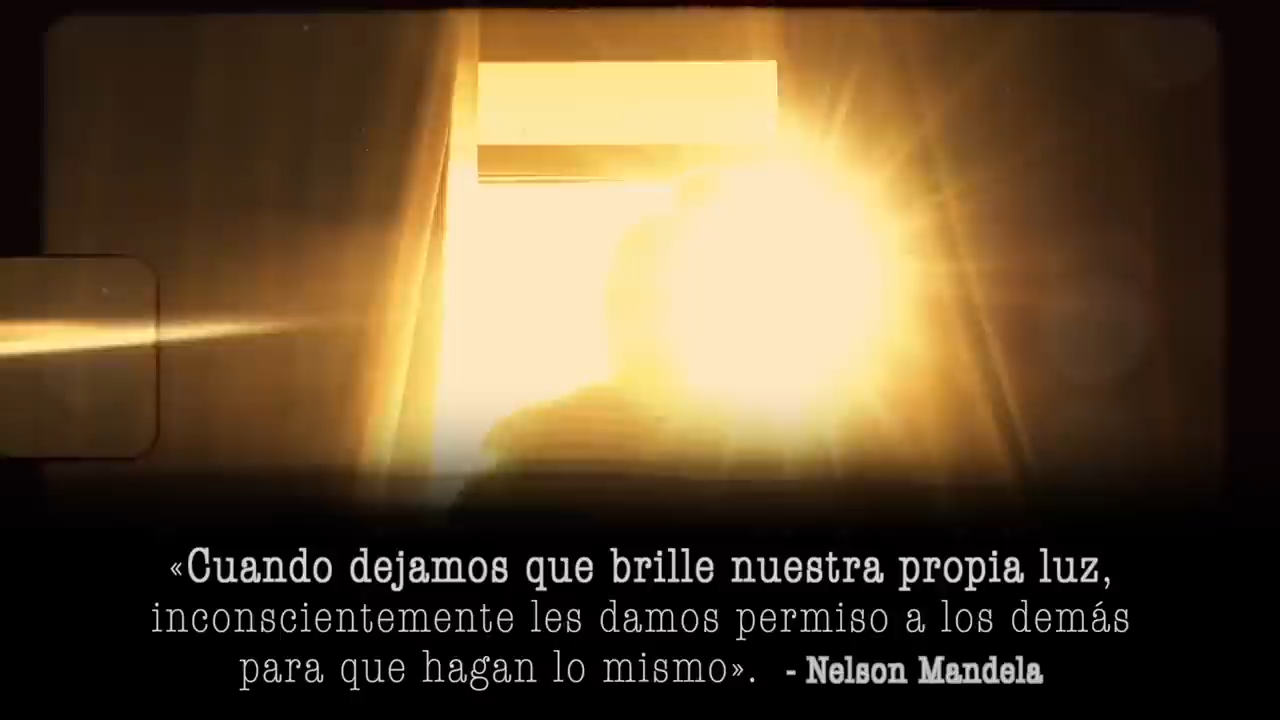 «Cuando dejamos que brille nuestra propia luz,
inconscientemente les damos permiso a los demás
para que hagan lo mismo». - Nelson Mandela